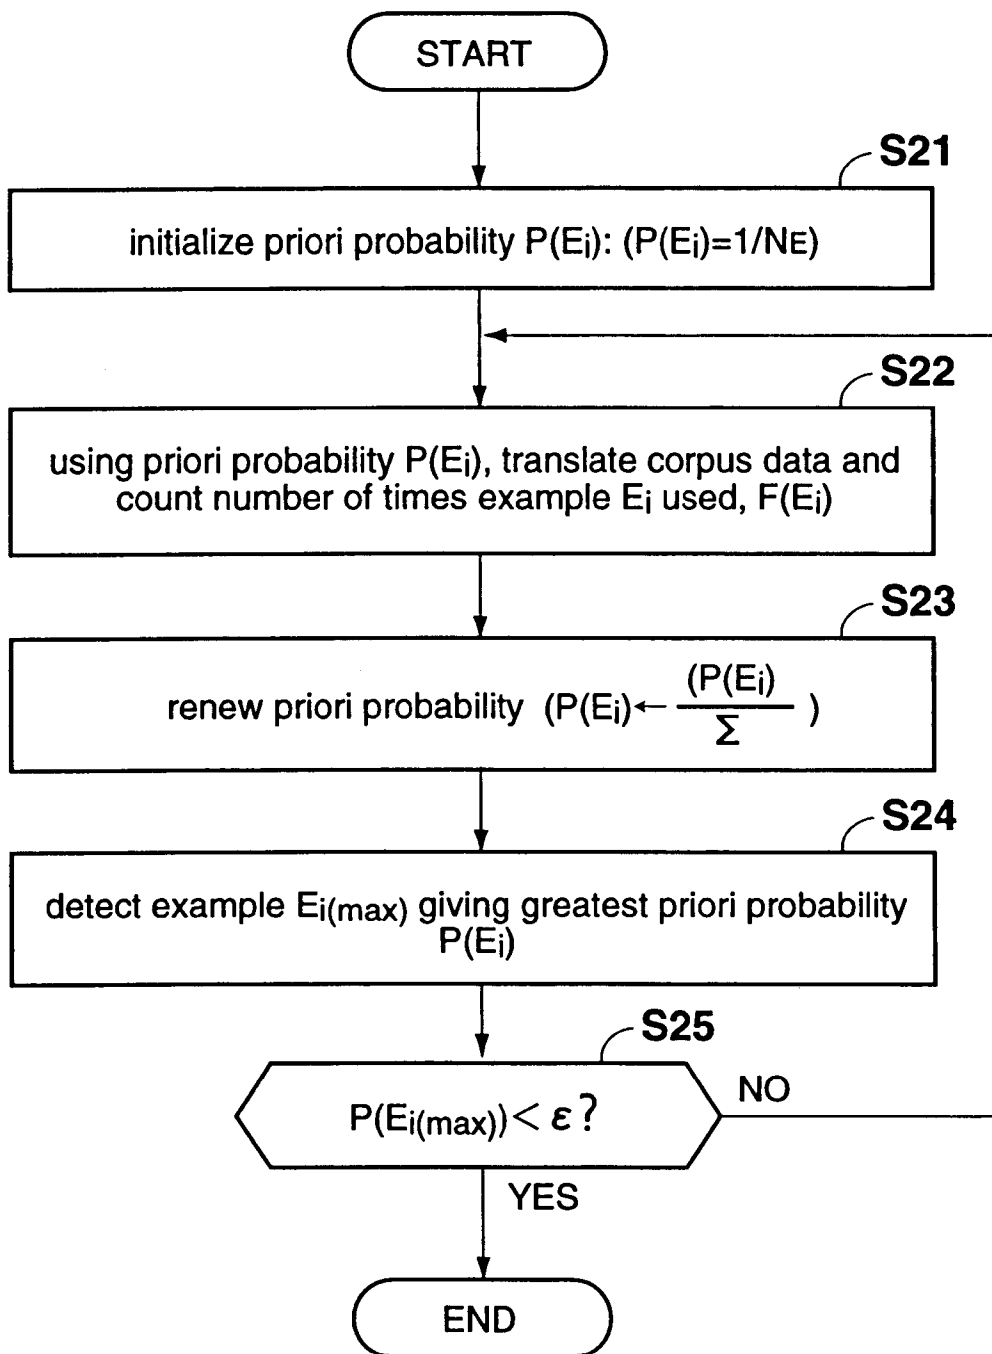 START
S21
initialize priori probability P(Ei): (P(Ei)=1/NE)
S22
using priori probability P(Ei), translate corpus data and
count number of times example Ei used, F(Ei)
S23
renew priori probability (P(Ei)← (P(Ei) / Σ )
S24
detect example Ei(max) giving greatest priori probability
P(Ei)
S25
P(Ei(max))< ε?
NO
YES
END